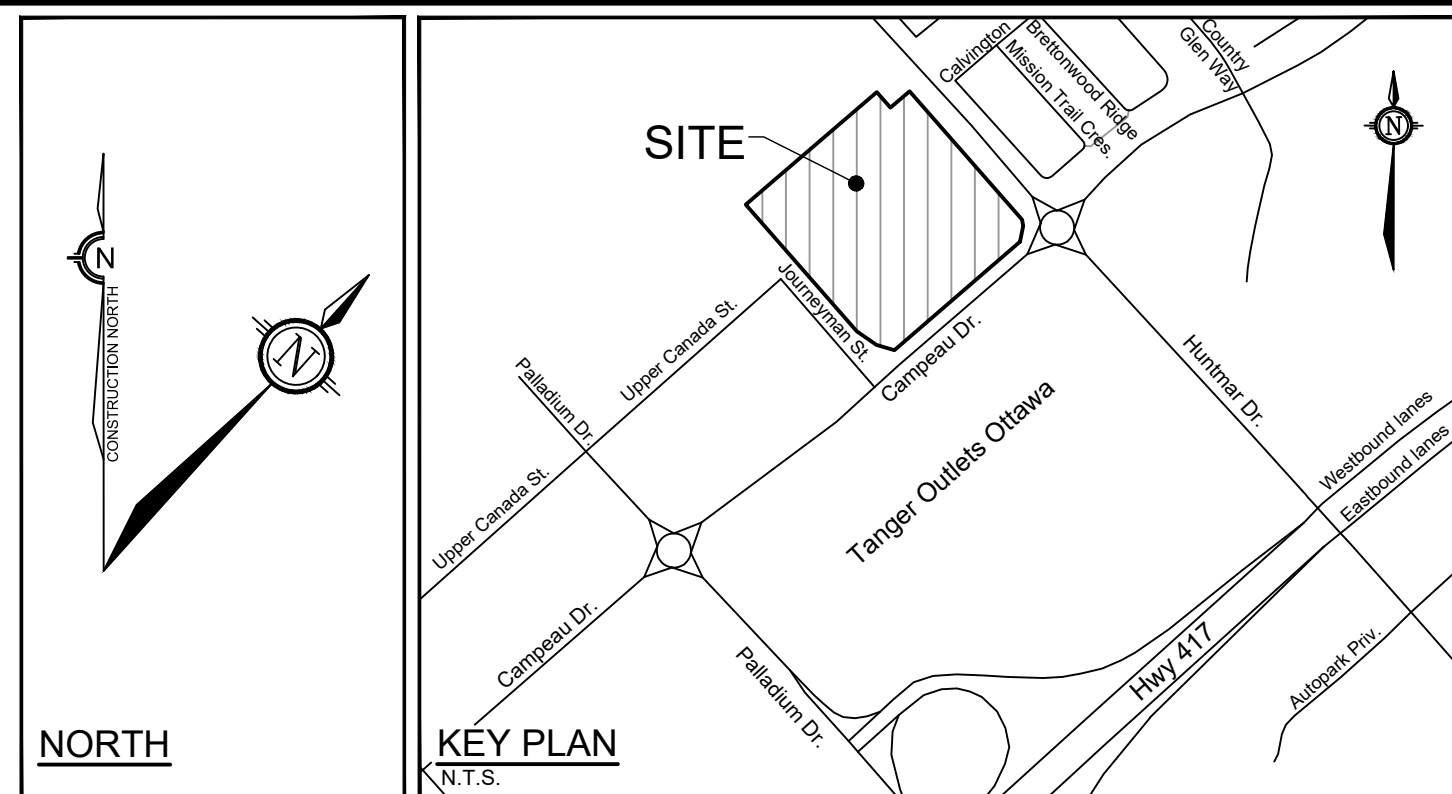 N
CONSTRUCTION NORTH
N
NORTH
SITE
Calvington
Brettonwood Ridge
Mission Trail Cres.
Country
Glen Way
N
Journeyman St.
Upper Canada St.
Palladium Dr.
Campeau Dr.
Huntmar Dr.
Tanger Outlets Ottawa
Westbound lanes
Eastbound lanes
Upper Canada St.
Campeau Dr.
Palladium Dr.
Hwy 417
Autopark Priv.
KEY PLAN
N.T.S.